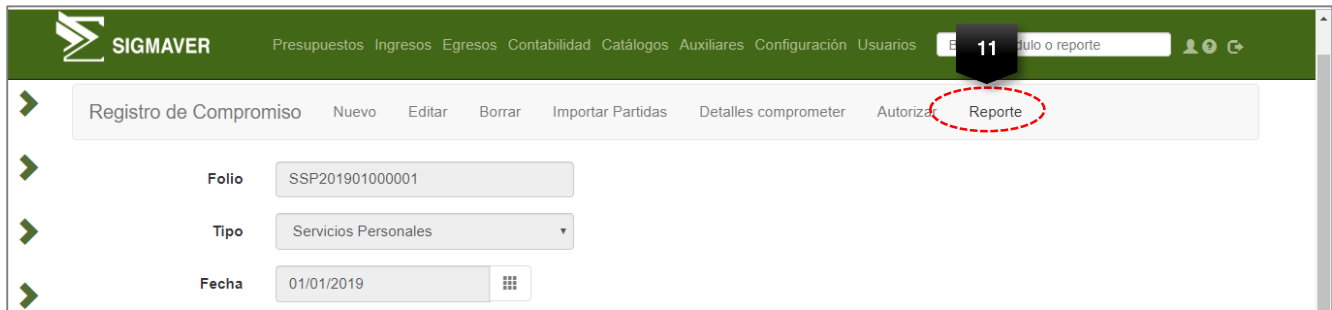 SIGMAVER
Presupuestos Ingresos Egresos Contabilidad Catálogos Auxiliares Configuración Usuarios
o reporte
11
Registro de Compromiso Nuevo Editar Borrar Importar Partidas Detalles comprometer Autorizar Reporte
Folio SSP201901000001
Tipo Servicios Personales
Fecha 01/01/2019